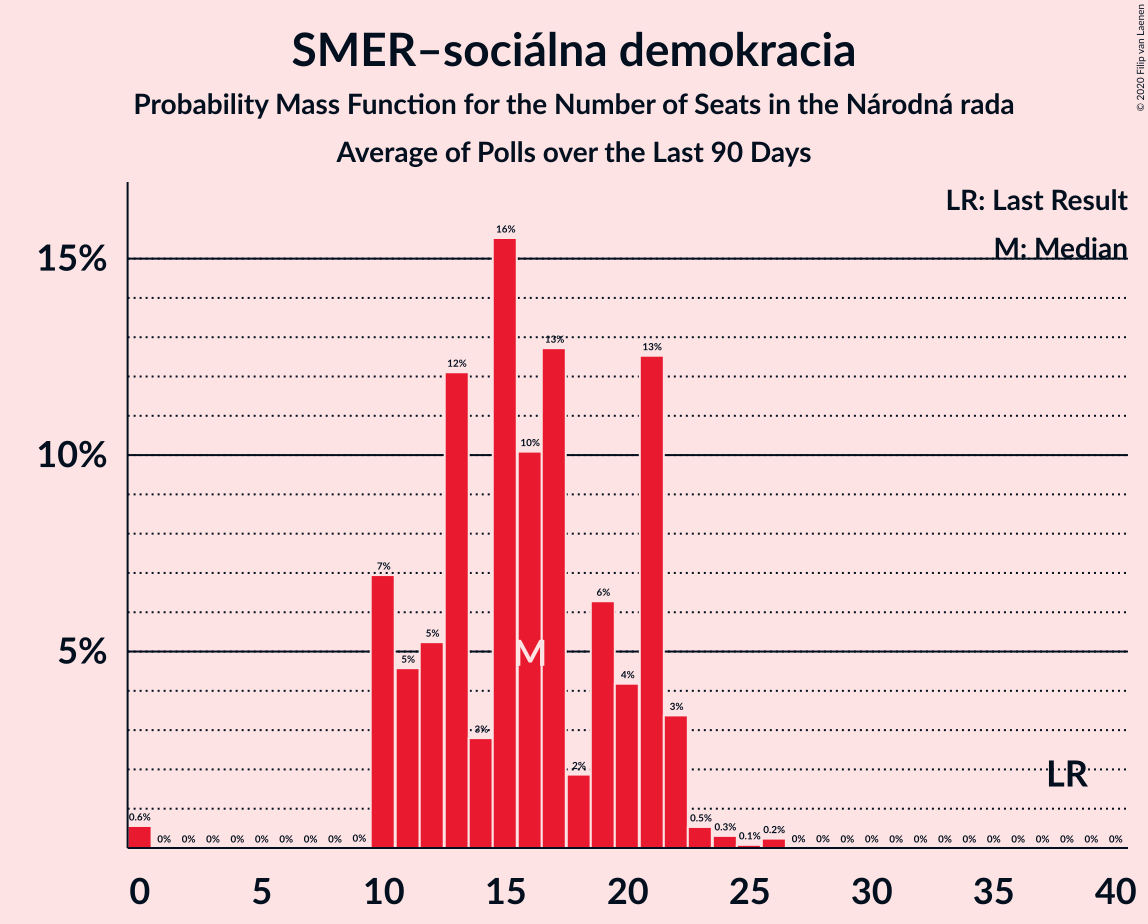 © 2020 Filip van Laenen
SMER–sociálna demokracia
Probability Mass Function for the Number of Seats in the Národná rada
Average of Polls over the Last 90 Days
LR: Last Result
M: Median
15%
10%
5%
0.6% 0% 0% 0% 0% 0% 0% 0% 0% 0% 7% 5% 5% 12% 3% 16% 10% 13% 2% 6% 4% 13% 3% 0.5% 0.3% 0.1% 0.2% 0% 0% 0% 0% 0% 0% 0% 0% 0% 0% 0% 0% 0% 0%
M
LR
0 5 10 15 20 25 30 35 40